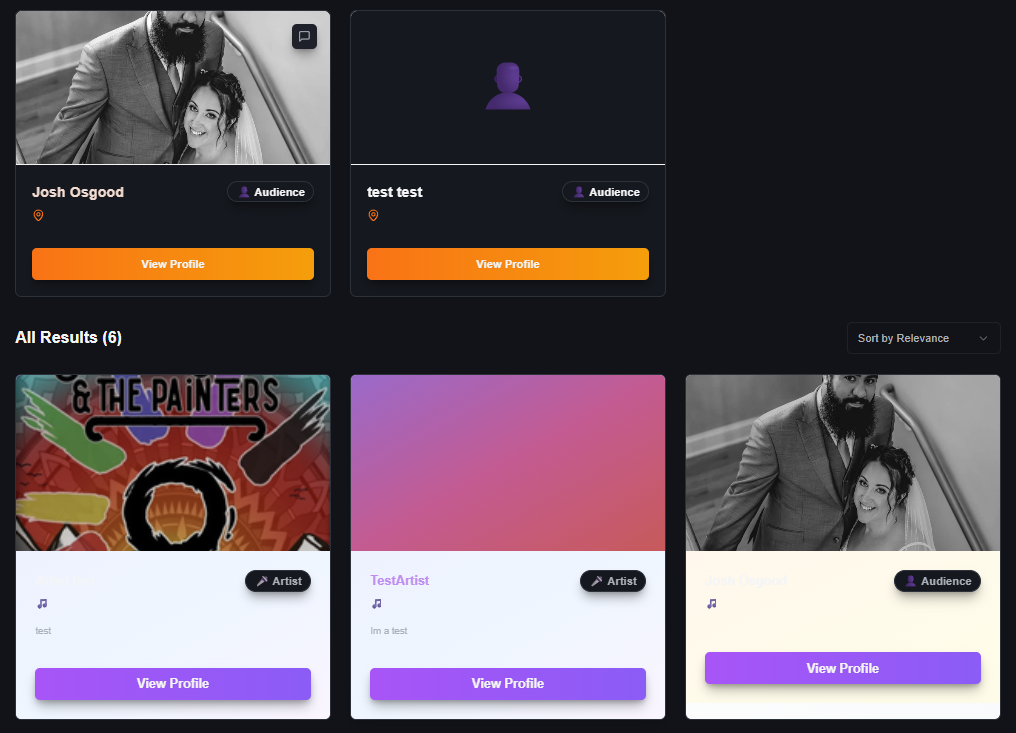 Josh Osgood
Audience
View Profile
test test
Audience
View Profile
All Results (6)
Sort by Relevance
& THE PAINTERS
Artist
test
View Profile
TestArtist
Artist
Im a test
View Profile
Josh Osgood
Audience
View Profile